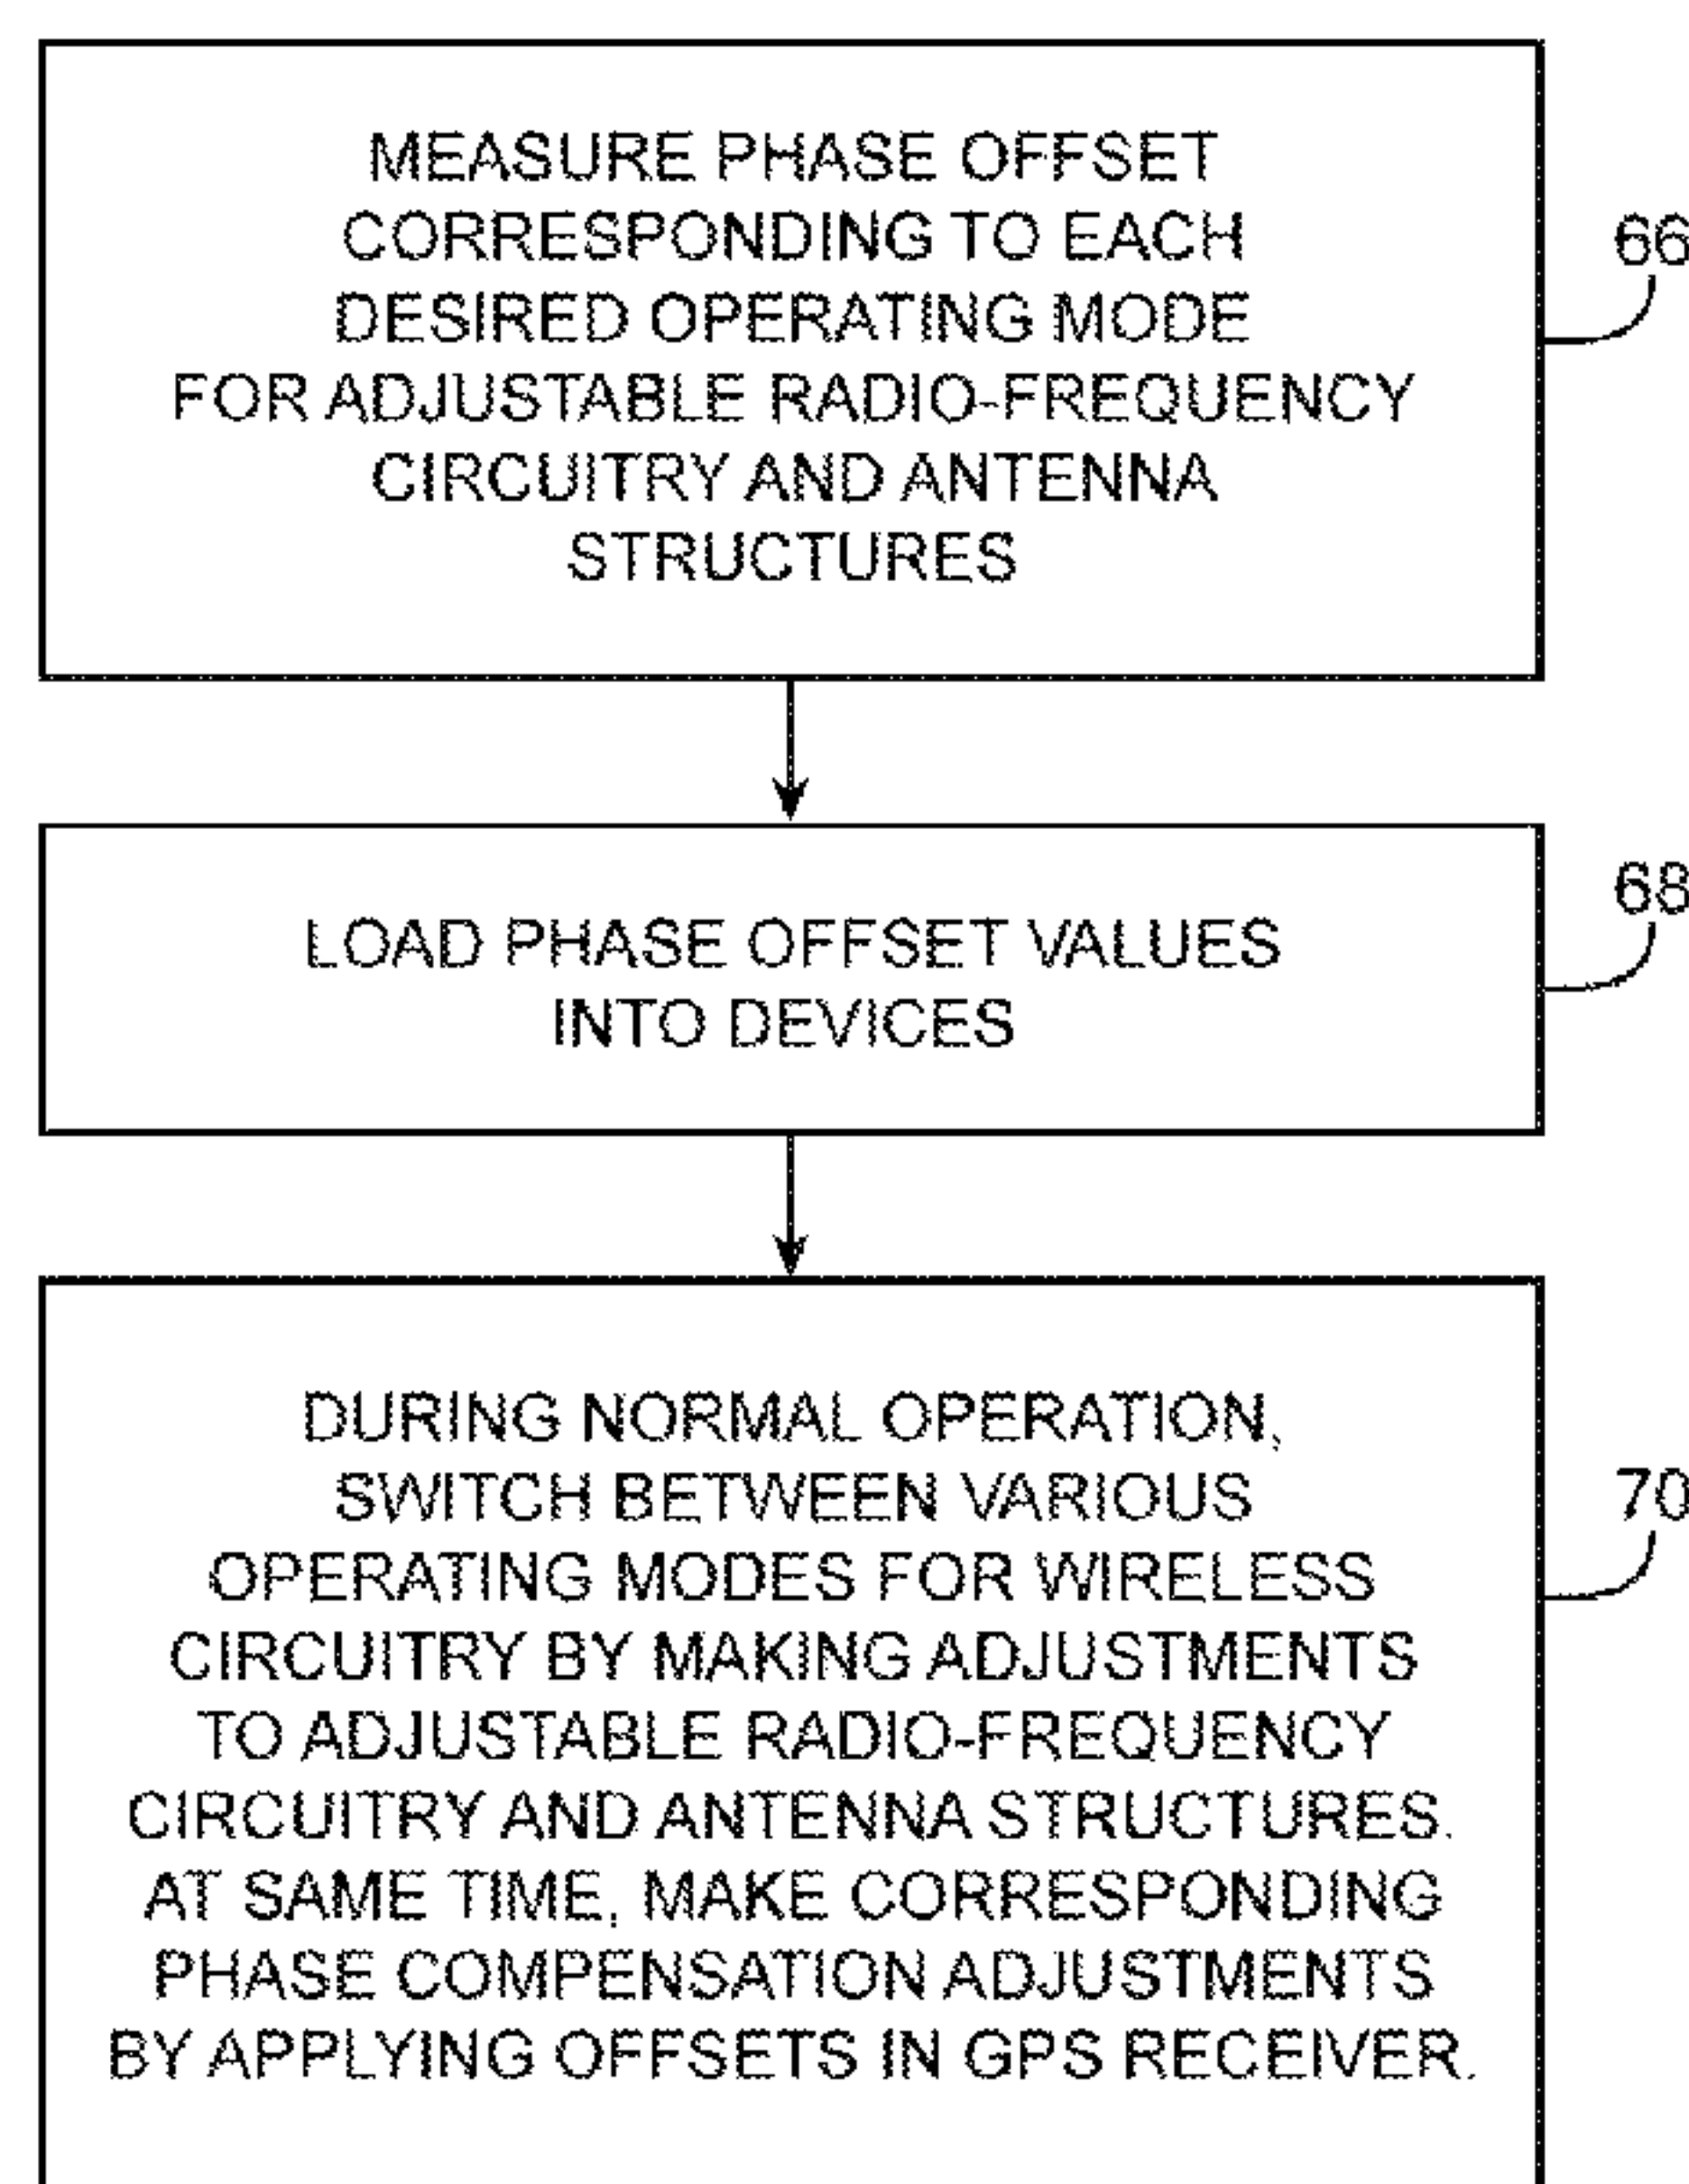 MEASURE PHASE OFFSET
CORRESPONDING TO EACH
DESIRED OPERATING MODE
FOR ADJUSTABLE RADIO-FREQUENCY
CIRCUITRY AND ANTENNA
STRUCTURES
66
LOAD PHASE OFFSET VALUES
INTO DEVICES
68
DURING NORMAL OPERATION,
SWITCH BETWEEN VARIOUS
OPERATING MODES FOR WIRELESS
CIRCUITRY BY MAKING ADJUSTMENTS
TO ADJUSTABLE RADIO-FREQUENCY
CIRCUITRY AND ANTENNA STRUCTURES.
AT SAME TIME, MAKE CORRESPONDING
PHASE COMPENSATION ADJUSTMENTS
BY APPLYING OFFSETS IN GPS RECEIVER.
70